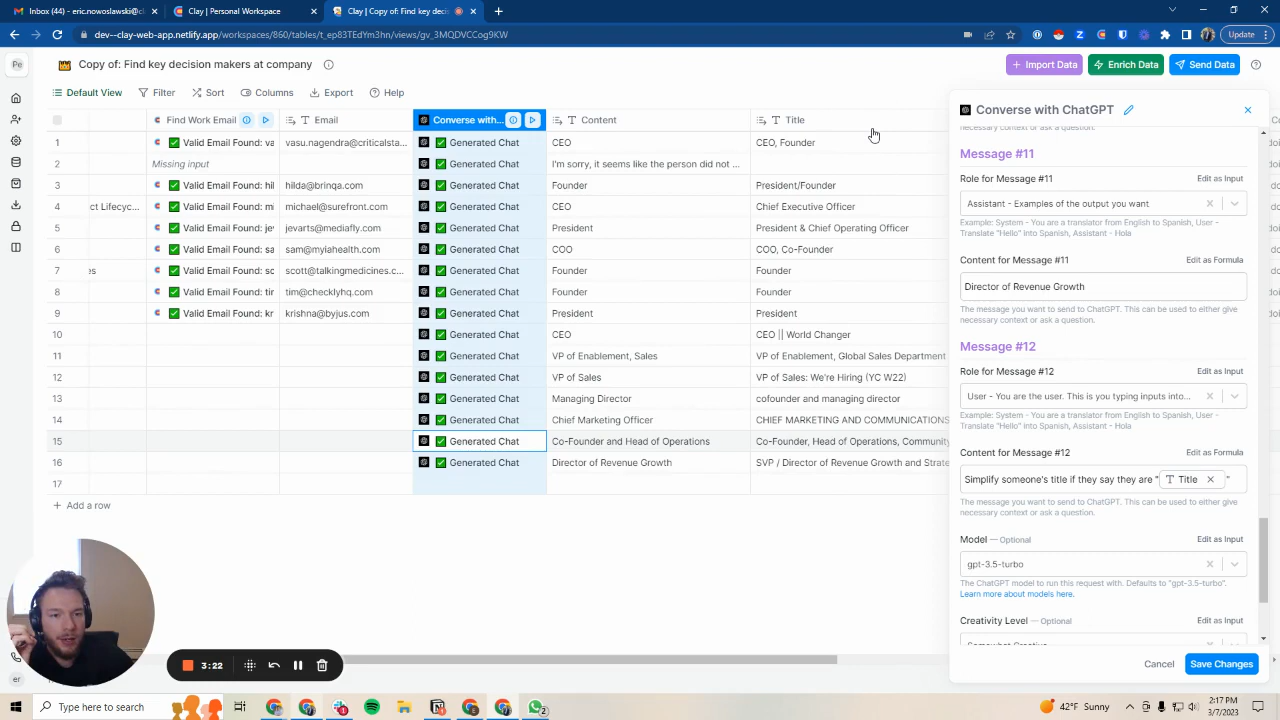 Inbox (44) - eric.nowoslawski@cl
Clay | Personal Workspace
Clay | Copy of: Find key dec
dev--clay-web-app.netlify.app/workspaces/860/table/t_ep83TEdYm3hn/views/gv_3MQDVCCog9KW
Update
Pe
Copy of: Find key decision makers at company
Import Data
Enrich Data
Send Data
Default View
Filter
Sort
Columns
Export
Help
Find Work Email
Email
Converse with...
Content
Title
1 Valid Email Found: va vasu.nagendra@criticalsta... Generated Chat CEO CEO, Founder
2 Missing input Generated Chat I'm sorry, it seems like the person did not ...
3 Valid Email Found: hil hilda@brinqa.com Generated Chat Founder President/Founder
4 ct Lifecyc Valid Email Found: mi michael@surefront.com Generated Chat CEO Chief Executive Officer
5 Valid Email Found: jo jevarts@mediafly.com Generated Chat President President & Chief Operating Officer
6 Valid Email Found: sa sam@myiahealth.com Generated Chat COO COO, Co-Founder
7 es Valid Email Found: sc scott@talkingmedicines.c... Generated Chat Founder Founder
8 Valid Email Found: tin tim@checklyhq.com Generated Chat Founder Founder
9 Valid Email Found: kr krishna@byjus.com Generated Chat President President
10 Generated Chat CEO CEO || World Changer
11 Generated Chat VP of Enablement, Sales VP of Enablement, Global Sales Department
12 Generated Chat VP of Sales VP of Sales: We're Hiring (YC W22)
13 Generated Chat Managing Director cofounder and managing director
14 Generated Chat Chief Marketing Officer CHIEF MARKETING AND COMMUNICATIONS
15 Generated Chat Co-Founder and Head of Operations Co-Founder, Head of Operations, Community
16 Generated Chat Director of Revenue Growth SVP / Director of Revenue Growth and Strate
17
+ Add a row
Converse with ChatGPT
necessary context or ask a question.
Message #11
Role for Message #11 Edit as Input
Assistant - Examples of the output you want
Example: System - You are a translator from English to Spanish, User -
Translate "Hello" into Spanish, Assistant - Hola
Content for Message #11 Edit as Formula
Director of Revenue Growth
The message you want to send to ChatGPT. This can be used to either give
necessary context or ask a question.
Message #12
Role for Message #12 Edit as Input
User - You are the user. This is you typing inputs into...
Example: System - You are a translator from English to Spanish, User -
Translate "Hello" into Spanish, Assistant - Hola
Content for Message #12 Edit as Formula
Simplify someone's title if they say they are " Title "
The message you want to send to ChatGPT. This can be used to either give
necessary context or ask a question.
Model — Optional Edit as Input
gpt-3.5-turbo
The ChatGPT model to run this request with. Defaults to "gpt-3.5-turbo".
Learn more about models here.
Creativity Level — Optional Edit as Input
Somewhat Creative
Cancel
Save Changes
3:22
Type here to search
42°F Sunny
2:17 PM
3/7/2023